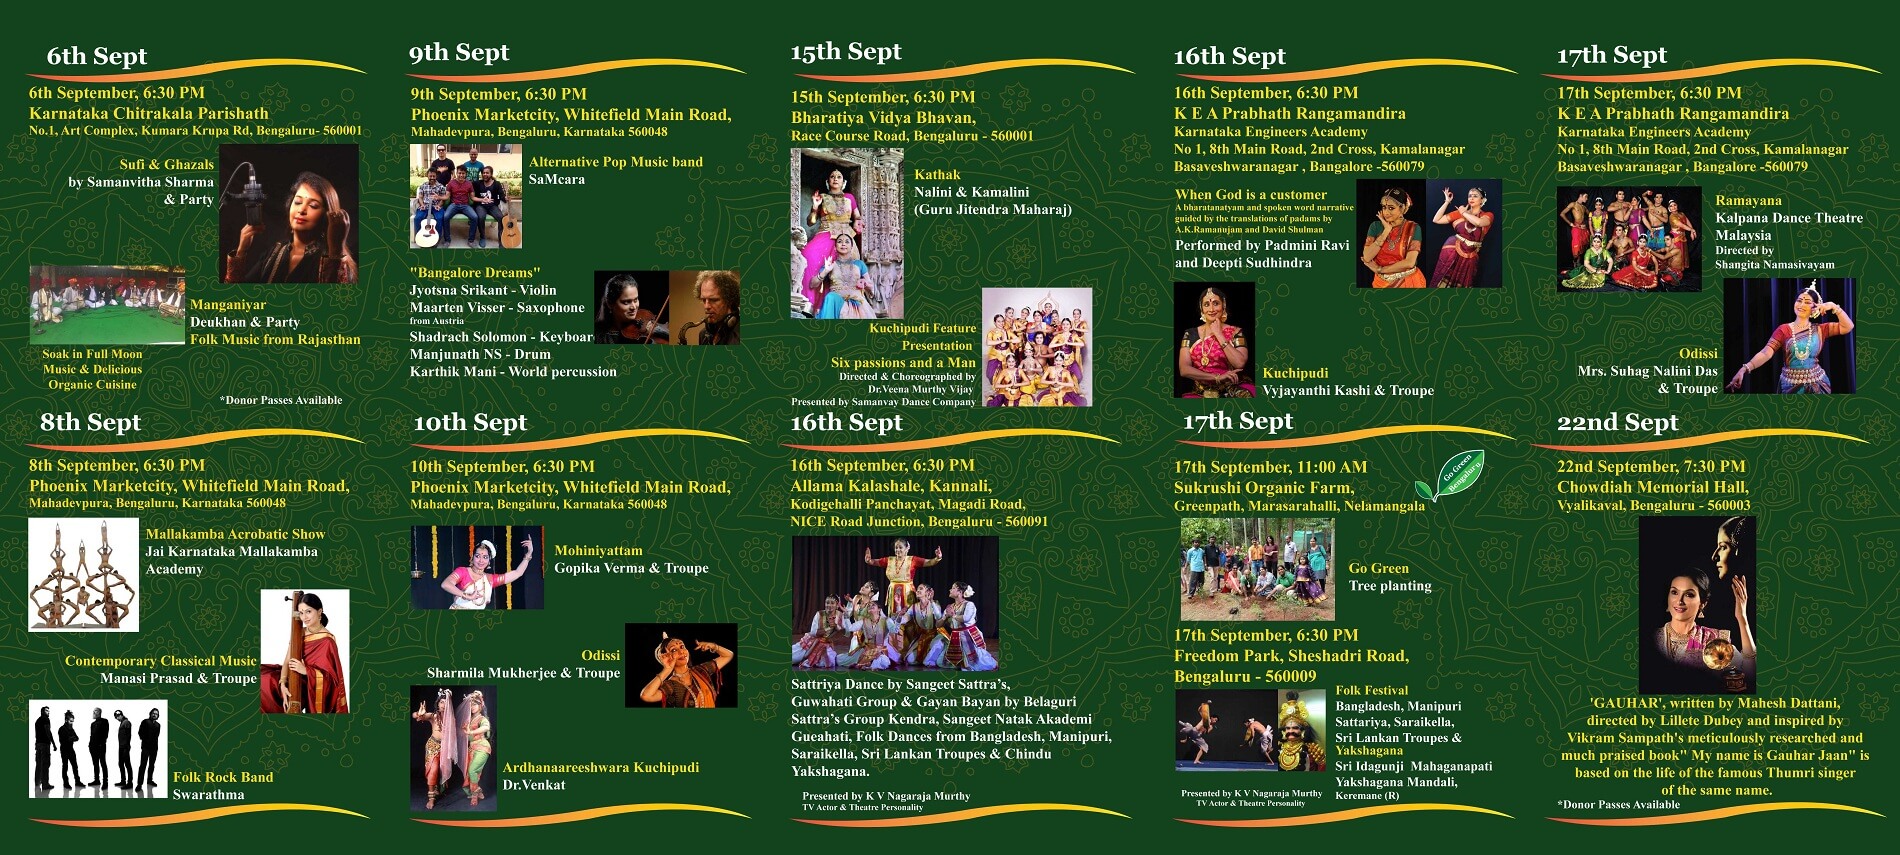 6th Sept
6th September, 6:30 PM
Karnataka Chitrakala Parishath
No.1, Art Complex, Kumara Krupa Rd, Bengaluru- 560001
Sufi & Ghazals
by Samanvitha Sharma
& Party
Manganiyar
Deukhan & Party
Folk Music from Rajasthan
Soak in Full Moon
Music & Delicious
Organic Cuisine
*Donor Passes Available
8th Sept
8th September, 6:30 PM
Phoenix Marketcity, Whitefield Main Road,
Mahadevpura, Bengaluru, Karnataka 560048
Mallakamba Acrobatic Show
Jai Karnataka Mallakamba
Academy
Contemporary Classical Music
Manasi Prasad & Troupe
Folk Rock Band
Swarathma
9th Sept
9th September, 6:30 PM
Phoenix Marketcity, Whitefield Main Road,
Mahadevpura, Bengaluru, Karnataka 560048
Alternative Pop Music band
SaMcara
"Bangalore Dreams"
Jyotsna Srikant - Violin
Maarten Visser - Saxophone
from Austria
Shadrach Solomon - Keyboar
Manjunath NS - Drum
Karthik Mani - World percussion
10th Sept
10th September, 6:30 PM
Phoenix Marketcity, Whitefield Main Road,
Mahadevpura, Bengaluru, Karnataka 560048
Mohiniyattam
Gopika Verma & Troupe
Odissi
Sharmila Mukherjee & Troupe
Ardhanaareeshwara Kuchipudi
Dr.Venkat
15th Sept
15th September, 6:30 PM
Bharatiya Vidya Bhavan,
Race Course Road, Bengaluru - 560001
Kathak
Nalini & Kamalini
(Guru Jitendra Maharaj)
Kuchipudi Feature
Presentation
Six passions and a Man
Directed & Choreographed by
Dr.Veena Murthy Vijay
Presented by Samanvay Dance Company
16th Sept
16th September, 6:30 PM
Allama Kalashale, Kannali,
Kodigehalli Panchayat, Magadi Road,
NICE Road Junction, Bengaluru - 560091
Sattriya Dance by Sangeet Sattra's,
Guwahati Group & Gayan Bayan by Belaguri
Sattra's Group Kendra, Sangeet Natak Akademi
Gueahati, Folk Dances from Bangladesh, Manipuri,
Saraikella, Sri Lankan Troupes & Chindu
Yakshagana.
Presented by K V Nagaraja Murthy
TV Actor & Theatre Personality
16th Sept
16th September, 6:30 PM
K E A Prabhath Rangamandira
Karnataka Engineers Academy
No 1, 8th Main Road, 2nd Cross, Kamalanagar
Basaveshwaranagar , Bangalore -560079
When God is a customer
A bharatanatyam and spoken word narrative
guided by the translations of padams by
A.K.Ramanujam and David Shulman
Performed by Padmini Ravi
and Deepti Sudhindra
Kuchipudi
Vyjayanthi Kashi & Troupe
17th Sept
17th September, 11:00 AM
Sukrushi Organic Farm,
Greenpath, Marasarahalli, Nelamangala
Go Green
Bengaluru
Go Green
Tree planting
17th September, 6:30 PM
Freedom Park, Sheshadri Road,
Bengaluru - 560009
Folk Festival
Bangladesh, Manipuri
Sattariya, Saraikella,
Sri Lankan Troupes &
Yakshagana
Sri Idagunji Mahaganapati
Yakshagana Mandali,
Keremane (R)
Presented by K V Nagaraja Murthy
TV Actor & Theatre Personality
17th Sept
17th September, 6:30 PM
K E A Prabhath Rangamandira
Karnataka Engineers Academy
No 1, 8th Main Road, 2nd Cross, Kamalanagar
Basaveshwaranagar , Bangalore -560079
Ramayana
Kalpana Dance Theatre
Malaysia
Directed by
Shangita Namasivayam
Odissi
Mrs. Suhag Nalini Das
& Troupe
22nd Sept
22nd September, 7:30 PM
Chowdiah Memorial Hall,
Vyalikaval, Bengaluru - 560003
'GAUHAR', written by Mahesh Dattani,
directed by Lillete Dubey and inspired by
Vikram Sampath's meticulously researched and
much praised book" My name is Gauhar Jaan" is
based on the life of the famous Thumri singer
of the same name.
*Donor Passes Available